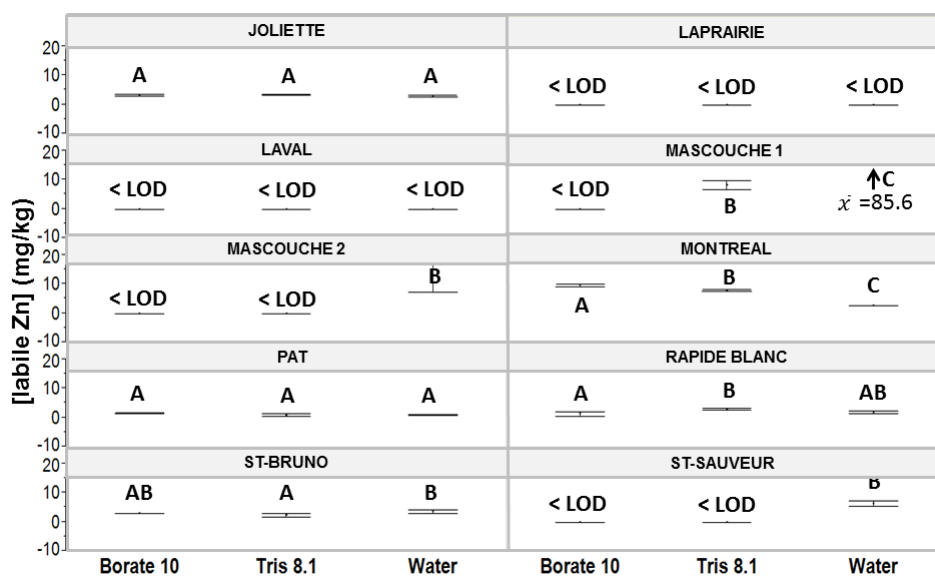 [labile Zn] (mg/kg)
JOLIETTE LAPRAIRIE
20
10
0
-10
A A A
< LOD < LOD < LOD
LAVAL MASCOUCHE 1
20
10
0
-10
< LOD < LOD < LOD
< LOD B C
ẋ =85.6
MASCOUCHE 2 MONTREAL
20
10
0
-10
< LOD < LOD B
A B C
PAT RAPIDE BLANC
20
10
0
-10
A A A
A B AB
ST-BRUNO ST-SAUVEUR
20
10
0
-10
AB A B
< LOD < LOD B
Borate 10 Tris 8.1 Water Borate 10 Tris 8.1 Water